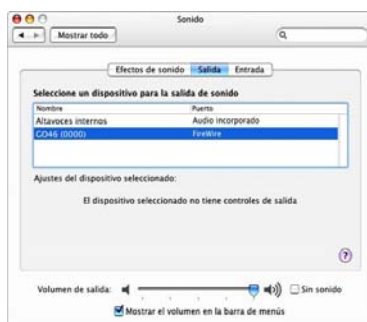 Sonido
Mostrar todo
Efectos de sonido Salida Entrada
Seleccione un dispositivo para la salida de sonido
Nombre Puerto
Altavoces internos Audio incorporado
GO46 (0000) FireWire
Ajustes del dispositivo seleccionado:
El dispositivo seleccionado no tiene controles de salida
?
Volumen de salida: Sin sonido
Mostrar el volumen en la barra de menús